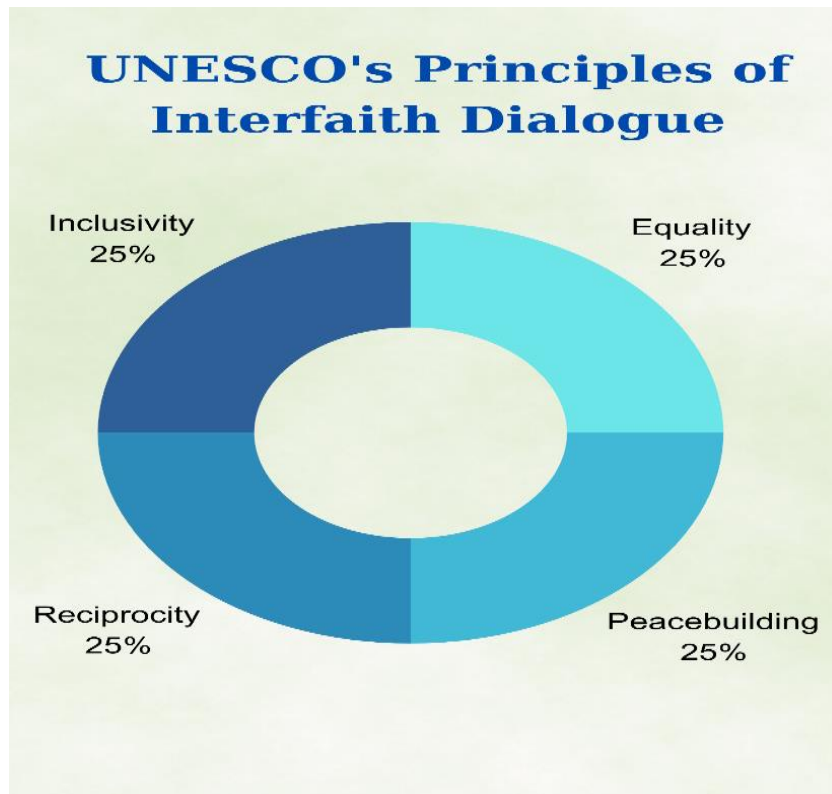 UNESCO's Principles of
Interfaith Dialogue
Inclusivity
25%
Equality
25%
Reciprocity
25%
Peacebuilding
25%